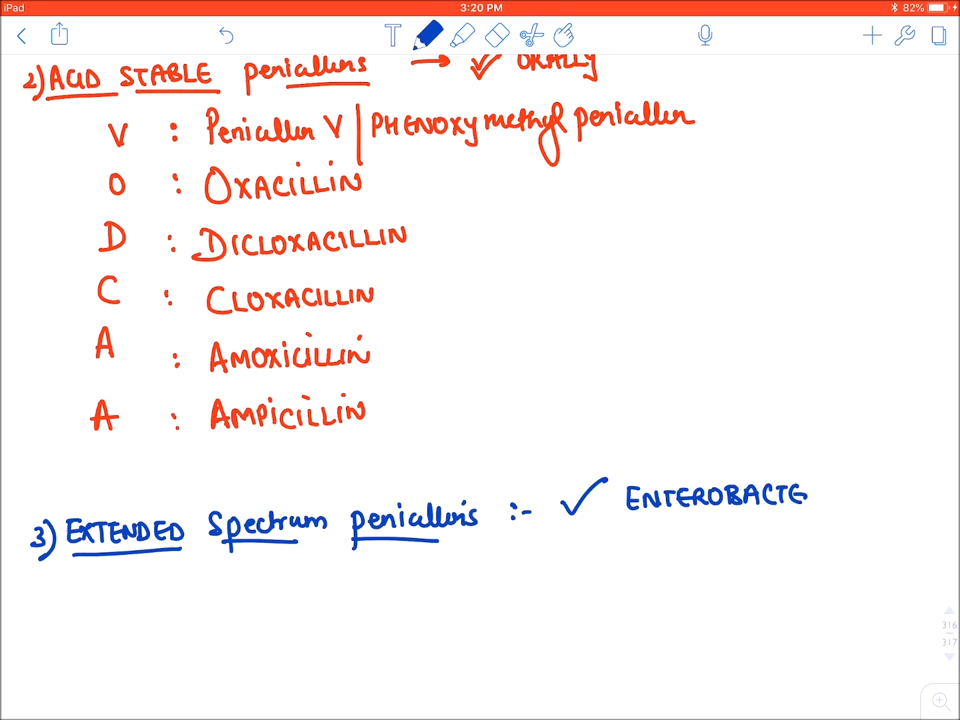 iPad 3:20 PM 82%
T
2) ACID STABLE penicillins → ✓ ORALLY
V : Penicillin V | PHENOXY methyl penicillin
O : OXACILLIN
D : DICLOXACILLIN
C : CLOXACILLIN
A : AMOXICILLIN
A : AMPICILLIN
3) EXTENDED Spectrum penicillins :- ✓ ENTEROBACTE
316
317